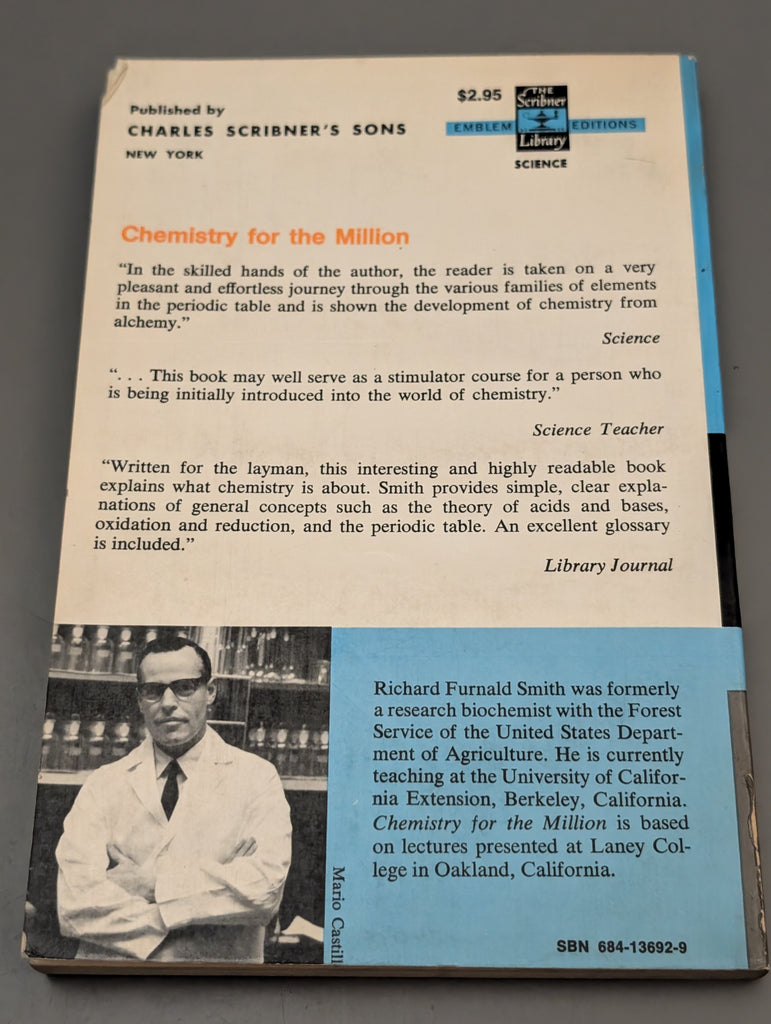 Published by
CHARLES SCRIBNER'S SONS
NEW YORK
$2.95
THE
Scribner
EMBLEM EDITIONS
Library
SCIENCE
Chemistry for the Million
“In the skilled hands of the author, the reader is taken on a very
pleasant and effortless journey through the various families of elements
in the periodic table and is shown the development of chemistry from
alchemy.”
Science
“. . . This book may well serve as a stimulator course for a person who
is being initially introduced into the world of chemistry.”
Science Teacher
“Written for the layman, this interesting and highly readable book
explains what chemistry is about. Smith provides simple, clear expla-
nations of general concepts such as the theory of acids and bases,
oxidation and reduction, and the periodic table. An excellent glossary
is included.”
Library Journal
Richard Furnald Smith was formerly
a research biochemist with the Forest
Service of the United States Depart-
ment of Agriculture. He is currently
teaching at the University of Califor-
nia Extension, Berkeley, California.
Chemistry for the Million is based
on lectures presented at Laney Col-
lege in Oakland, California.
Mario Castill
SBN 684-13692-9